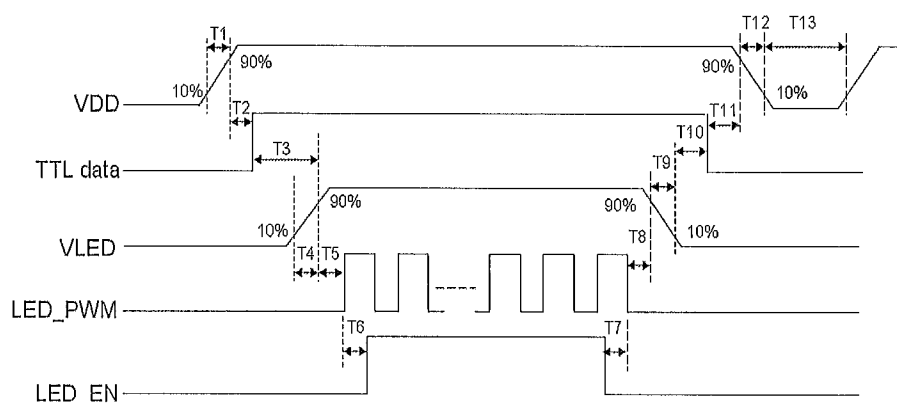 T1
T12 T13
90% 90%
10% 10%
VDD
T2 T11
T3 T10
TTL data
T9
90% 90%
10% 10%
VLED
T4 T5 T8
LED_PWM
T6 T7
LED_EN